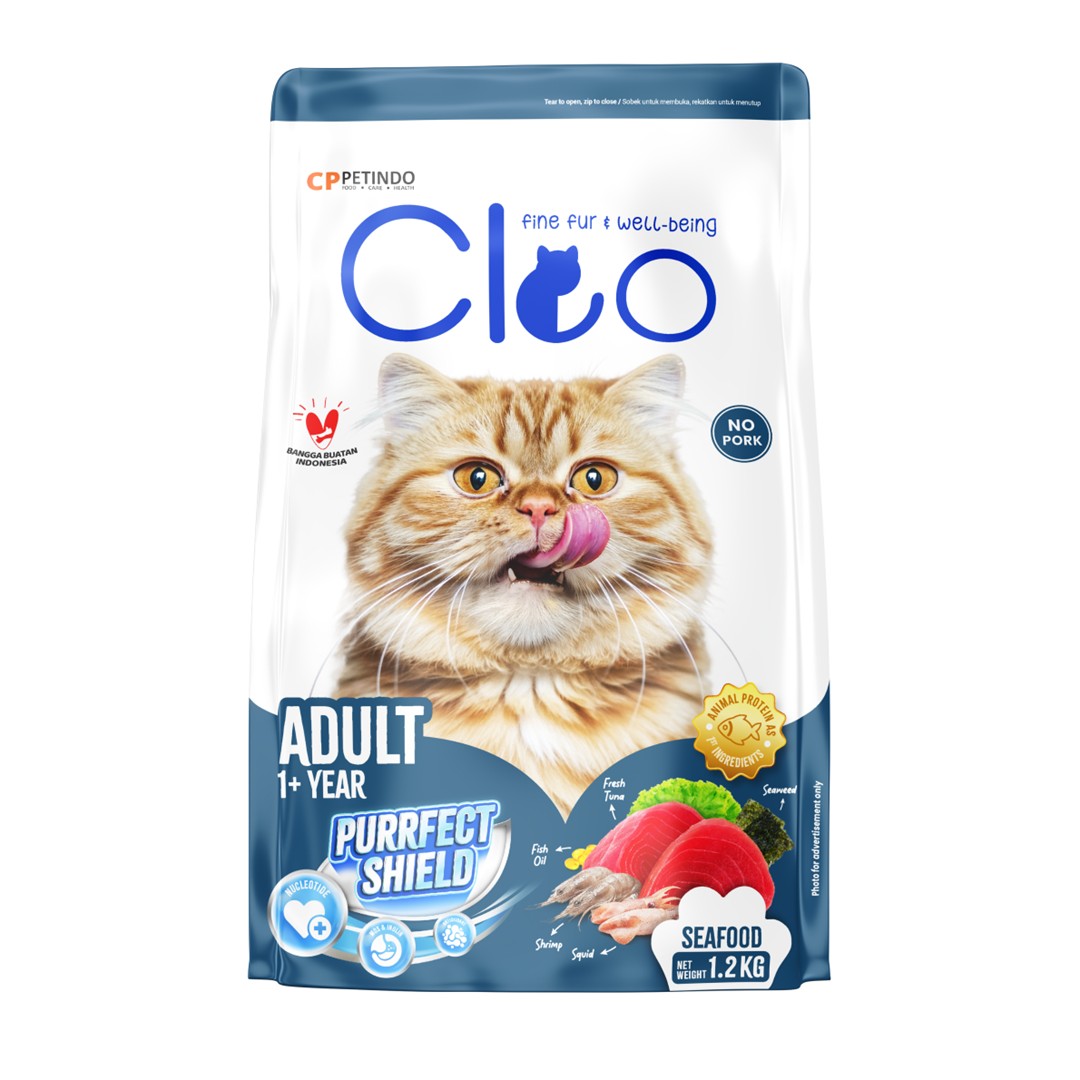 Tear to open, zip to close / Sobek untuk membuka, rekatkan untuk menutup
CPPETINDO
FOOD • CARE • HEALTH
fine fur & well-being
Cleo
BANGGA BUATAN
INDONESIA
NO
PORK
ANIMAL PROTEIN AS
1st INGREDIENTS
ADULT
1+ YEAR
PURRFECT
SHIELD
NUCLEOTIDE
MOS & INULIN
Fresh
Tuna
Seaweed
Fish
Oil
Shrimp
Squid
SEAFOOD
NET
WEIGHT 1.2 KG
Photo for advertisement only